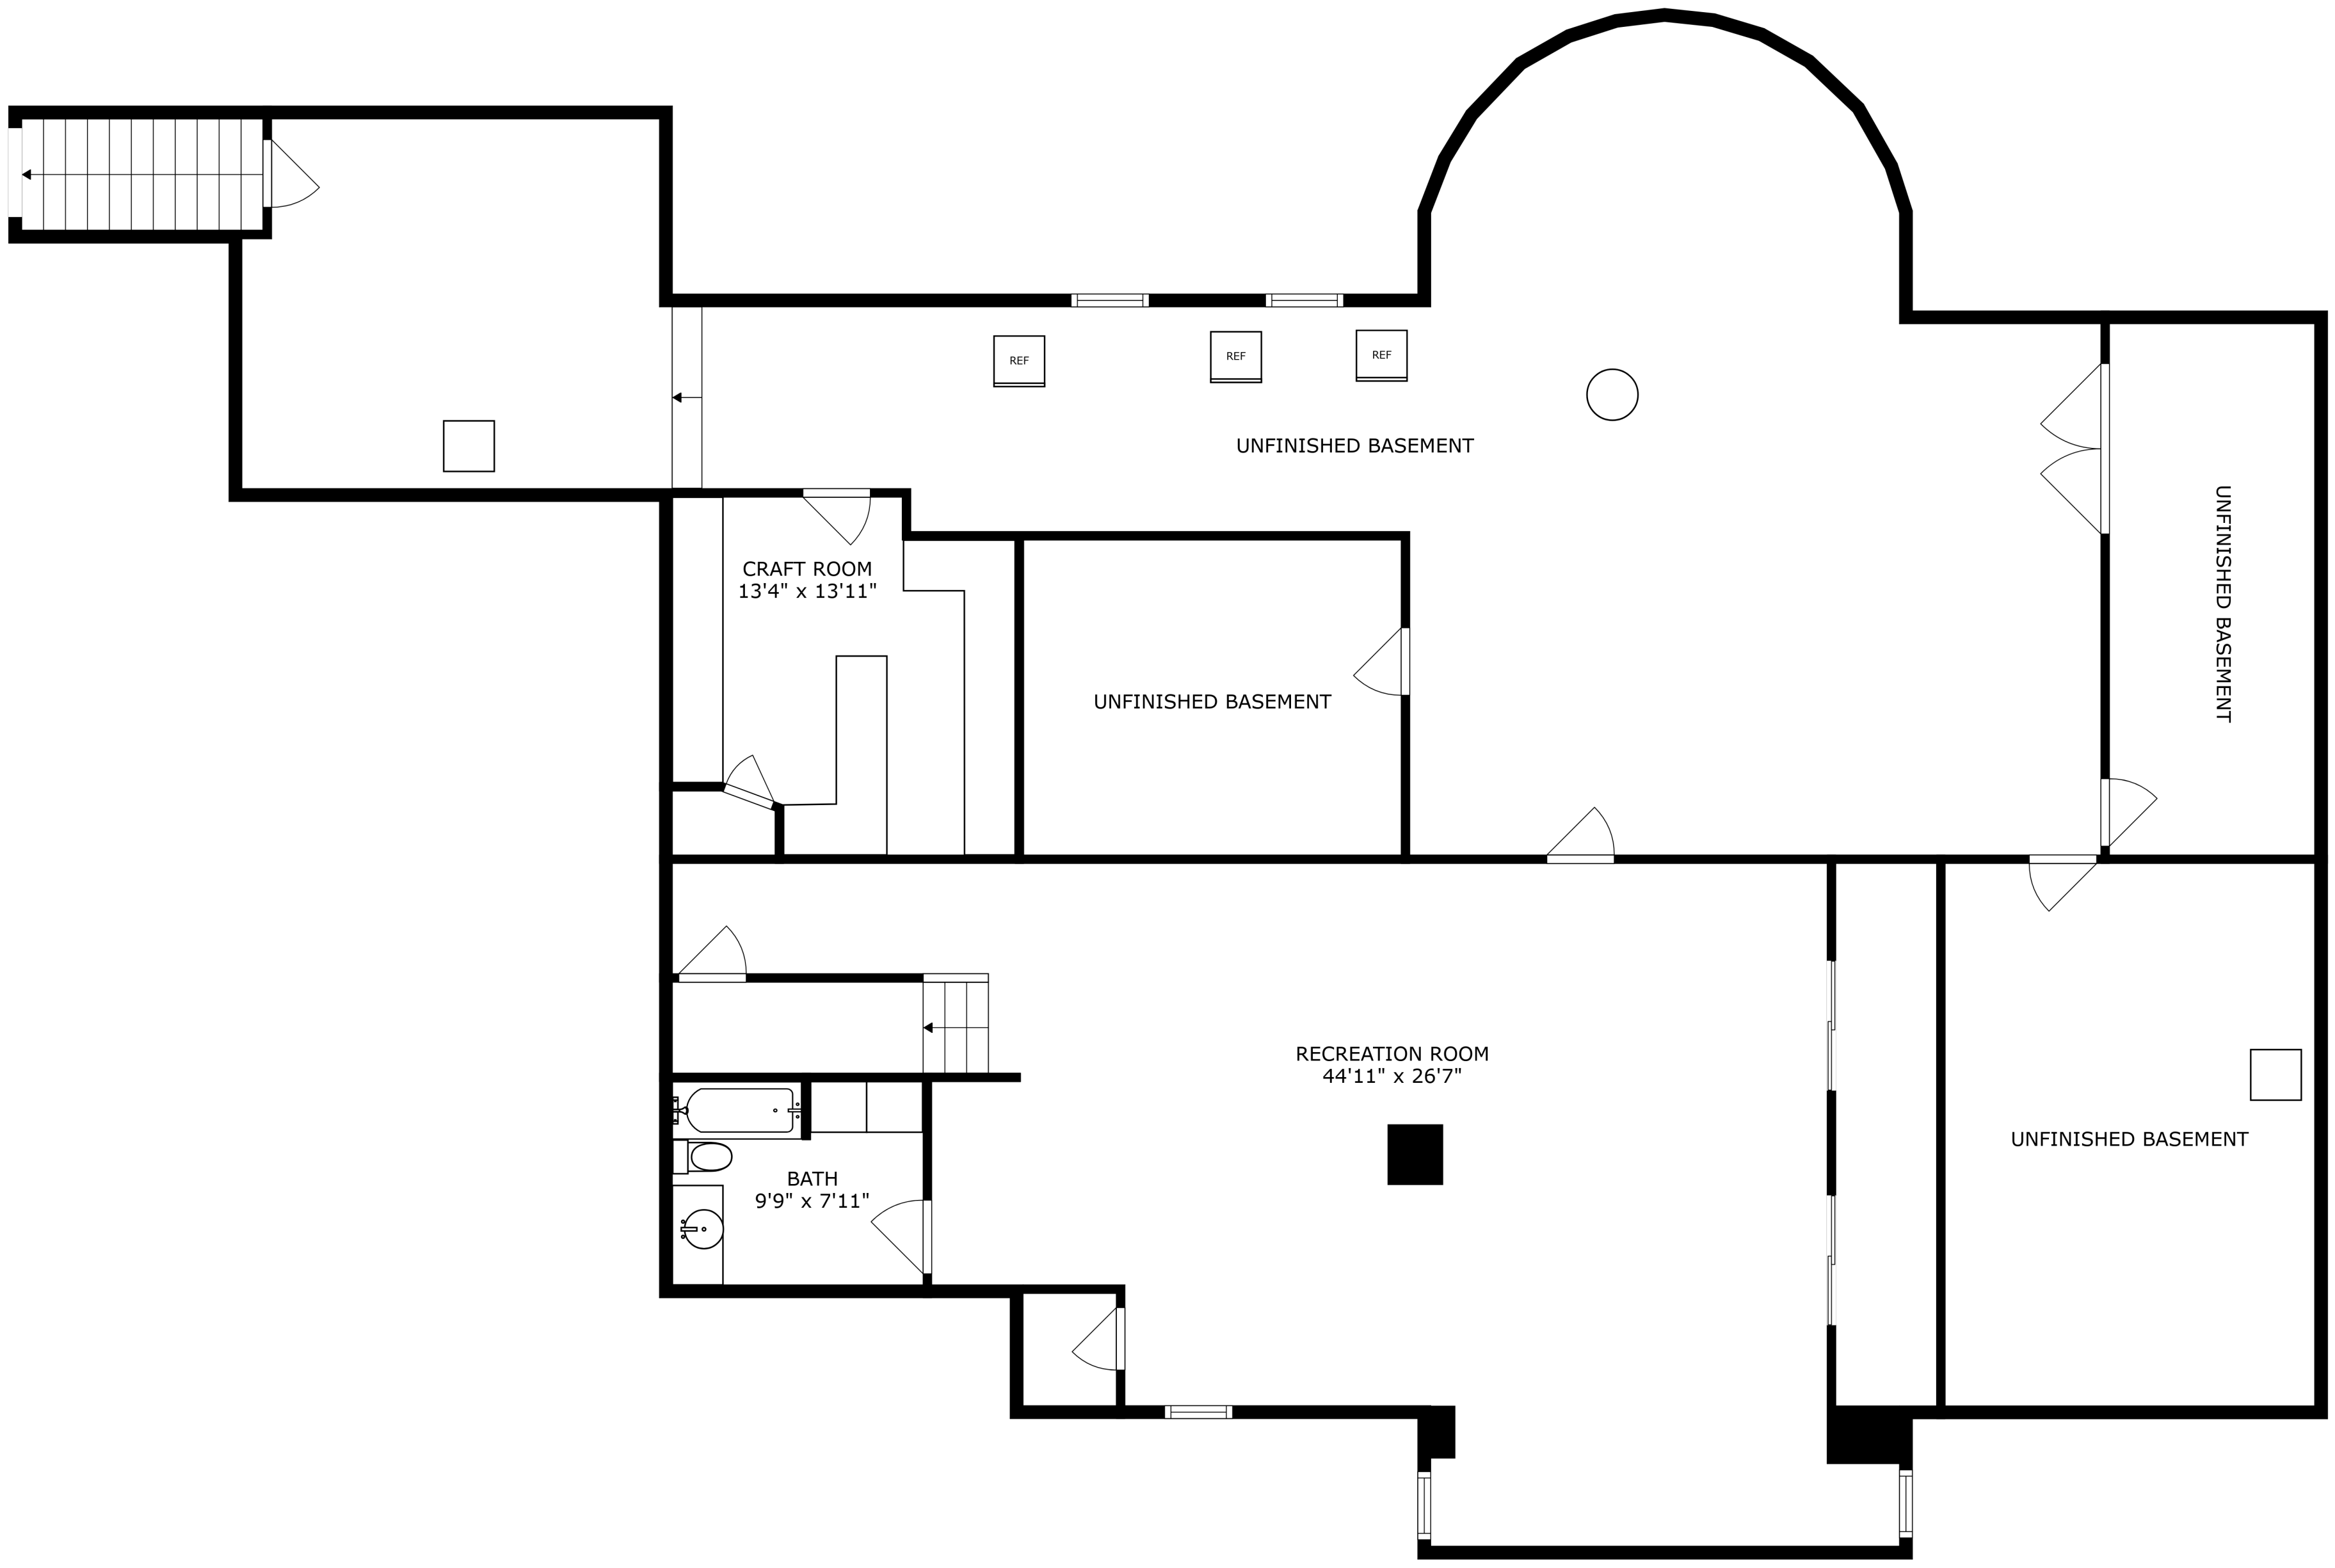 REF
REF
REF
UNFINISHED BASEMENT
UNFINISHED BASEMENT
CRAFT ROOM
13'4" x 13'11"
UNFINISHED BASEMENT
RECREATION ROOM
44'11" x 26'7"
UNFINISHED BASEMENT
BATH
9'9" x 7'11"